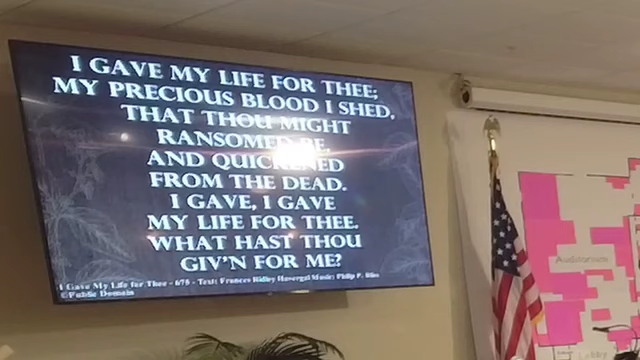 I GAVE MY LIFE FOR THEE;
MY PRECIOUS BLOOD I SHED,
THAT THOU MIGHT
RANSOMED BE,
AND QUICKENED
FROM THE DEAD.
I GAVE, I GAVE
MY LIFE FOR THEE.
WHAT HAST THOU
GIV'N FOR ME?
I Gave My Life for Thee - 675 - Text: Frances Ridley Havergal Music: Philip P. Bliss
©Public Domain
Auditorium
Lobby